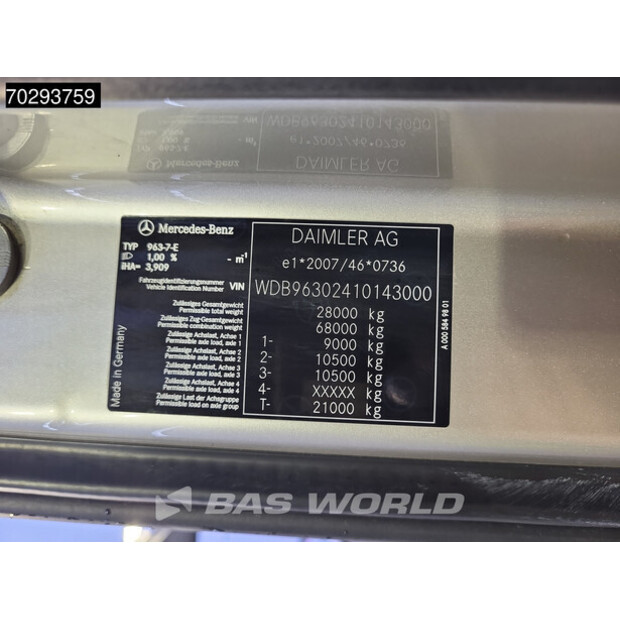 70293759
WDB96302410143000
e1*2007/46*0736
DAIMLER AG
Mercedes-Benz
TYP 963-7-E
1,00 % - m⁻¹
iHA= 3,909
Fahrzeugidentifizierungsnummer
Vehicle Identification Number VIN
DAIMLER AG
e1*2007/46*0736
WDB96302410143000
Zulässiges Gesamtgewicht
Permissible total weight 28000 kg
Zulässiges Zug-Gesamtgewicht
Permissible combination weight 68000 kg
Zulässige Achslast, Achse 1
Permissible axle load, axle 1 1- 9000 kg
Zulässige Achslast, Achse 2
Permissible axle load, axle 2 2- 10500 kg
Zulässige Achslast, Achse 3
Permissible axle load, axle 3 3- 10500 kg
Zulässige Achslast, Achse 4
Permissible axle load, axle 4 4- XXXXX kg
Zulässige Last der Achsgruppe
Permissible load on axle group T- 21000 kg
Made in Germany
A 000 584 98 01
BAS WORLD